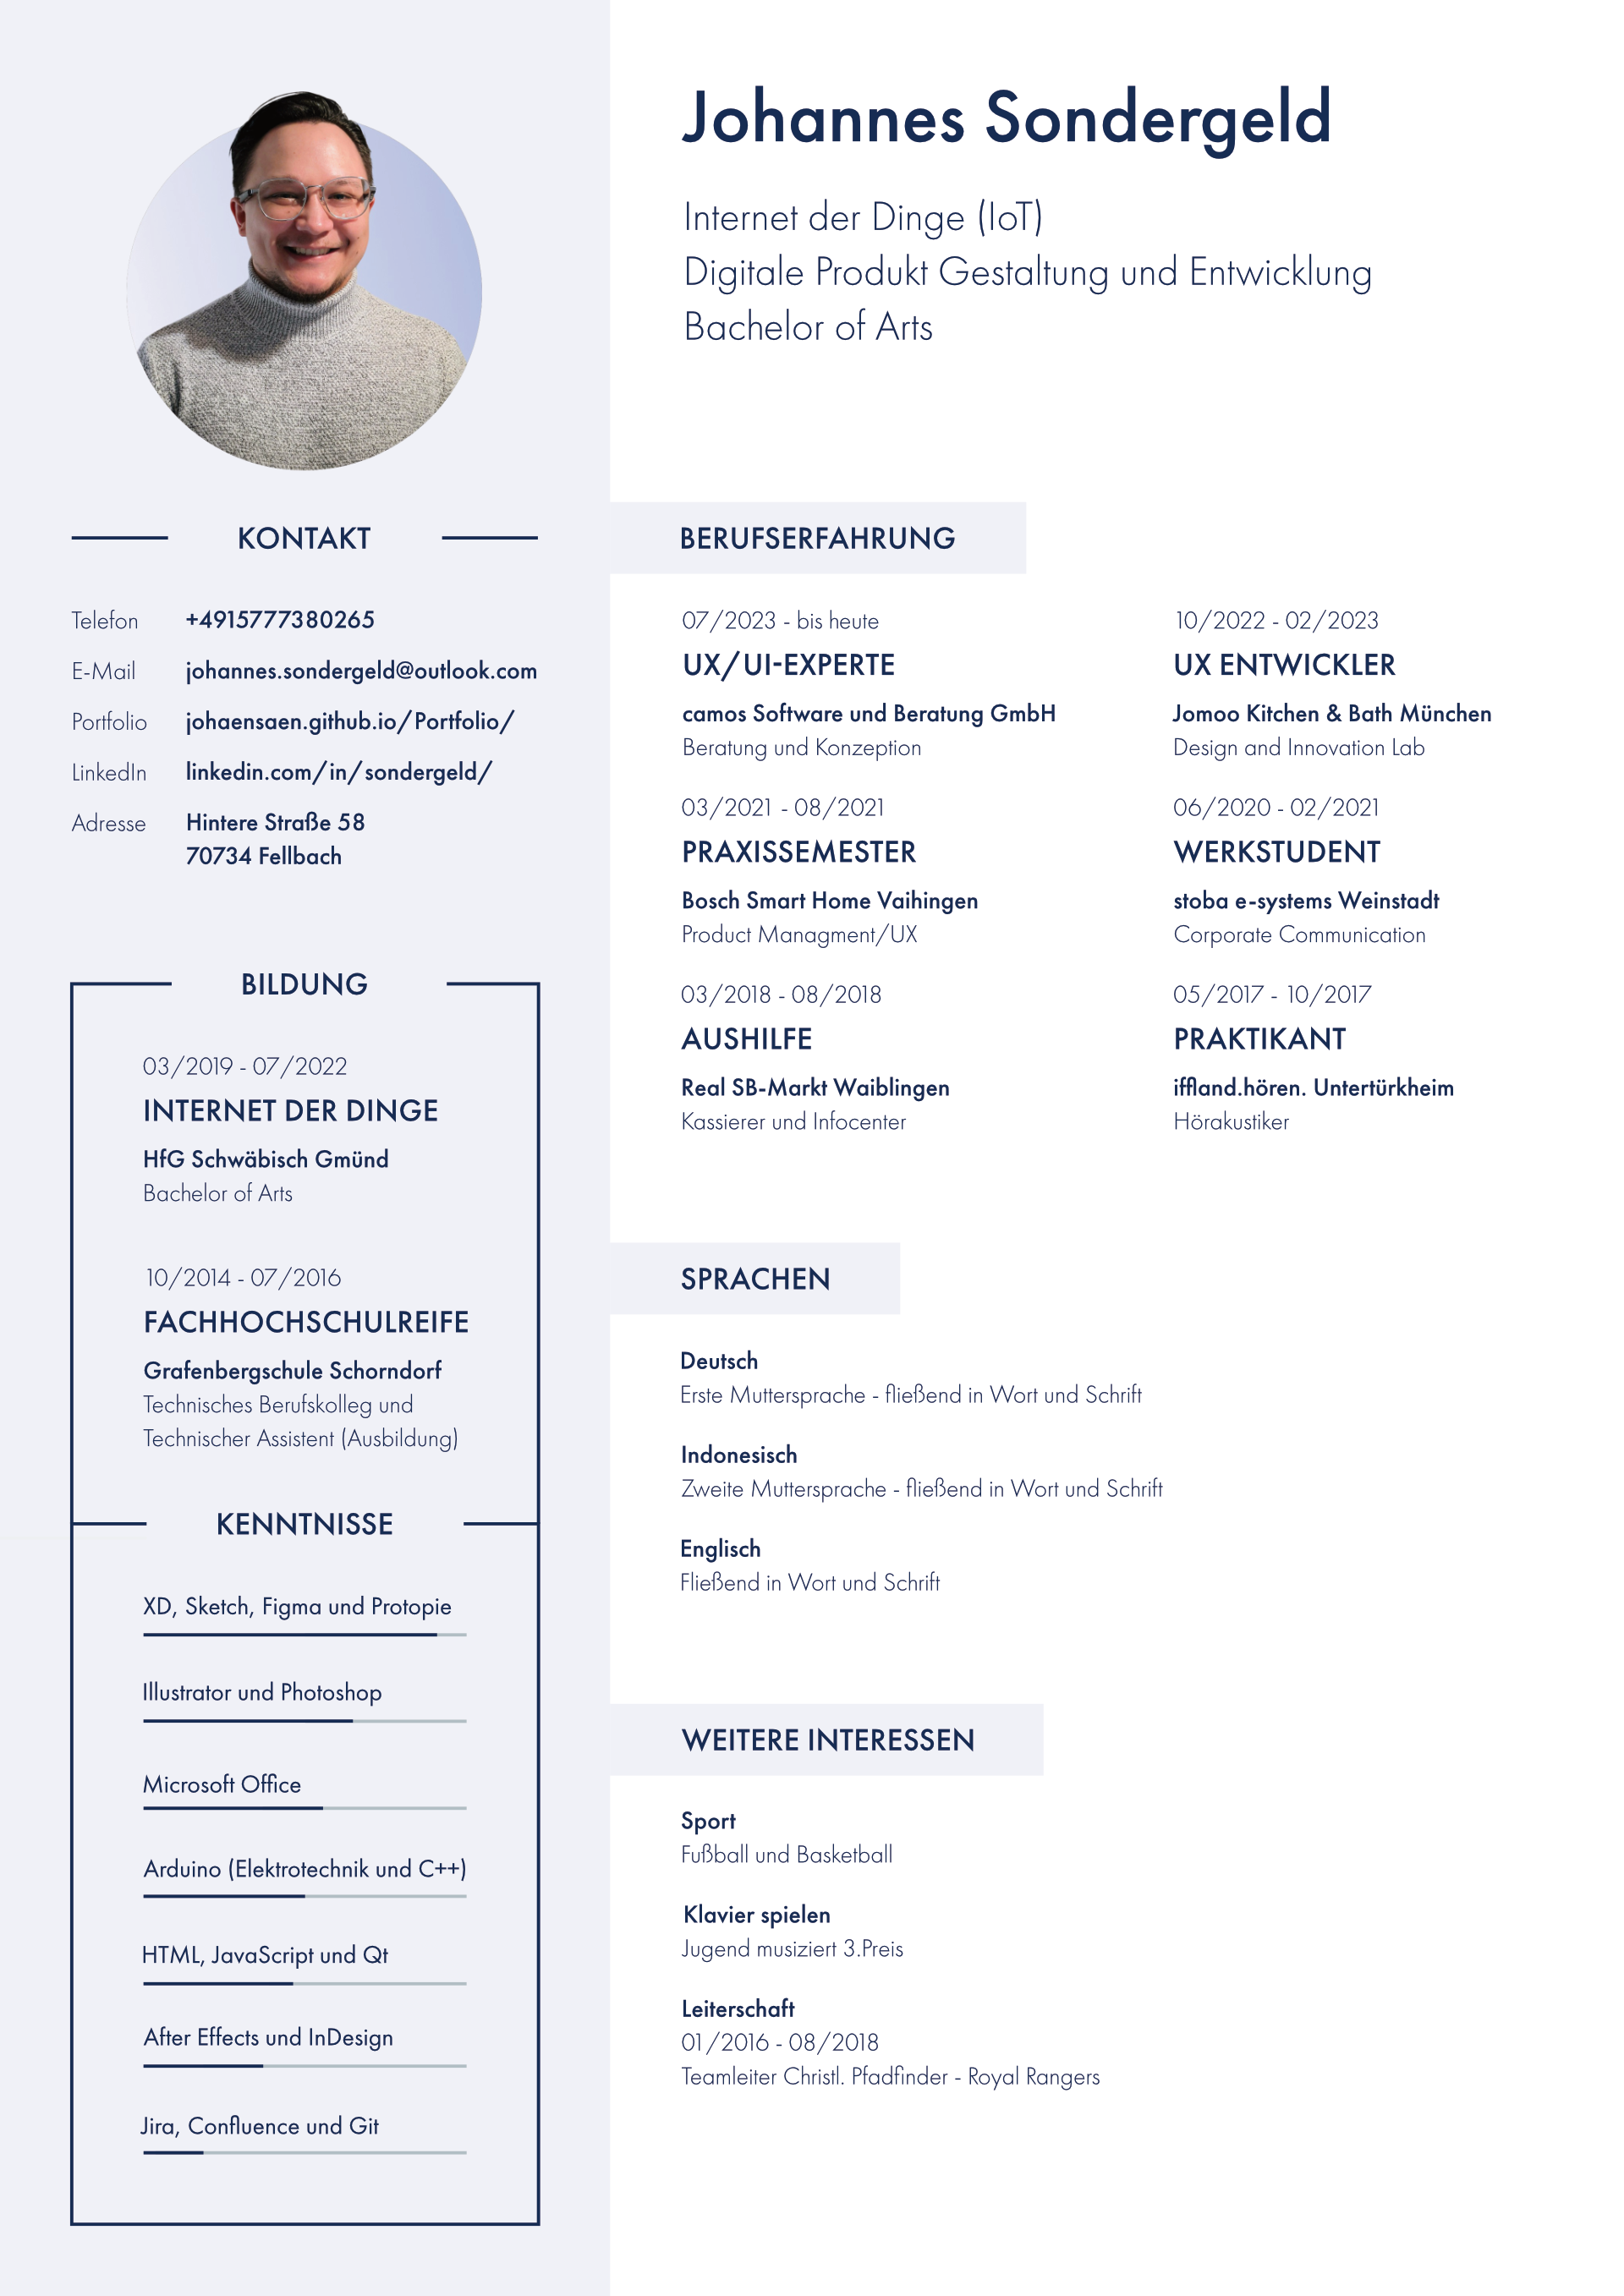 Johannes Sondergeld
Internet der Dinge (IoT)
Digitale Produkt Gestaltung und Entwicklung
Bachelor of Arts
KONTAKT
Telefon +4915777380265
E-Mail johannes.sondergeld@outlook.com
Portfolio johaensaen.github.io/Portfolio/
LinkedIn linkedin.com/in/sondergeld/
Adresse Hintere Straße 58
70734 Fellbach
BILDUNG
03/2019 - 07/2022
INTERNET DER DINGE
HfG Schwäbisch Gmünd
Bachelor of Arts
10/2014 - 07/2016
FACHHOCHSCHULREIFE
Grafenbergschule Schorndorf
Technisches Berufskolleg und
Technischer Assistent (Ausbildung)
KENNTNISSE
XD, Sketch, Figma und Protopie
Illustrator und Photoshop
Microsoft Office
Arduino (Elektrotechnik und C++)
HTML, JavaScript und Qt
After Effects und InDesign
Jira, Confluence und Git
BERUFSERFAHRUNG
07/2023 - bis heute
UX/UI-EXPERTE
camos Software und Beratung GmbH
Beratung und Konzeption
10/2022 - 02/2023
UX ENTWICKLER
Jomoo Kitchen & Bath München
Design and Innovation Lab
03/2021 - 08/2021
PRAXISSEMESTER
Bosch Smart Home Vaihingen
Product Managment/UX
06/2020 - 02/2021
WERKSTUDENT
stoba e-systems Weinstadt
Corporate Communication
03/2018 - 08/2018
AUSHILFE
Real SB-Markt Waiblingen
Kassierer und Infocenter
05/2017 - 10/2017
PRAKTIKANT
iffland.hören. Untertürkheim
Hörakustiker
SPRACHEN
Deutsch
Erste Muttersprache - fließend in Wort und Schrift
Indonesisch
Zweite Muttersprache - fließend in Wort und Schrift
Englisch
Fließend in Wort und Schrift
WEITERE INTERESSEN
Sport
Fußball und Basketball
Klavier spielen
Jugend musiziert 3.Preis
Leiterschaft
01/2016 - 08/2018
Teamleiter Christl. Pfadfinder - Royal Rangers